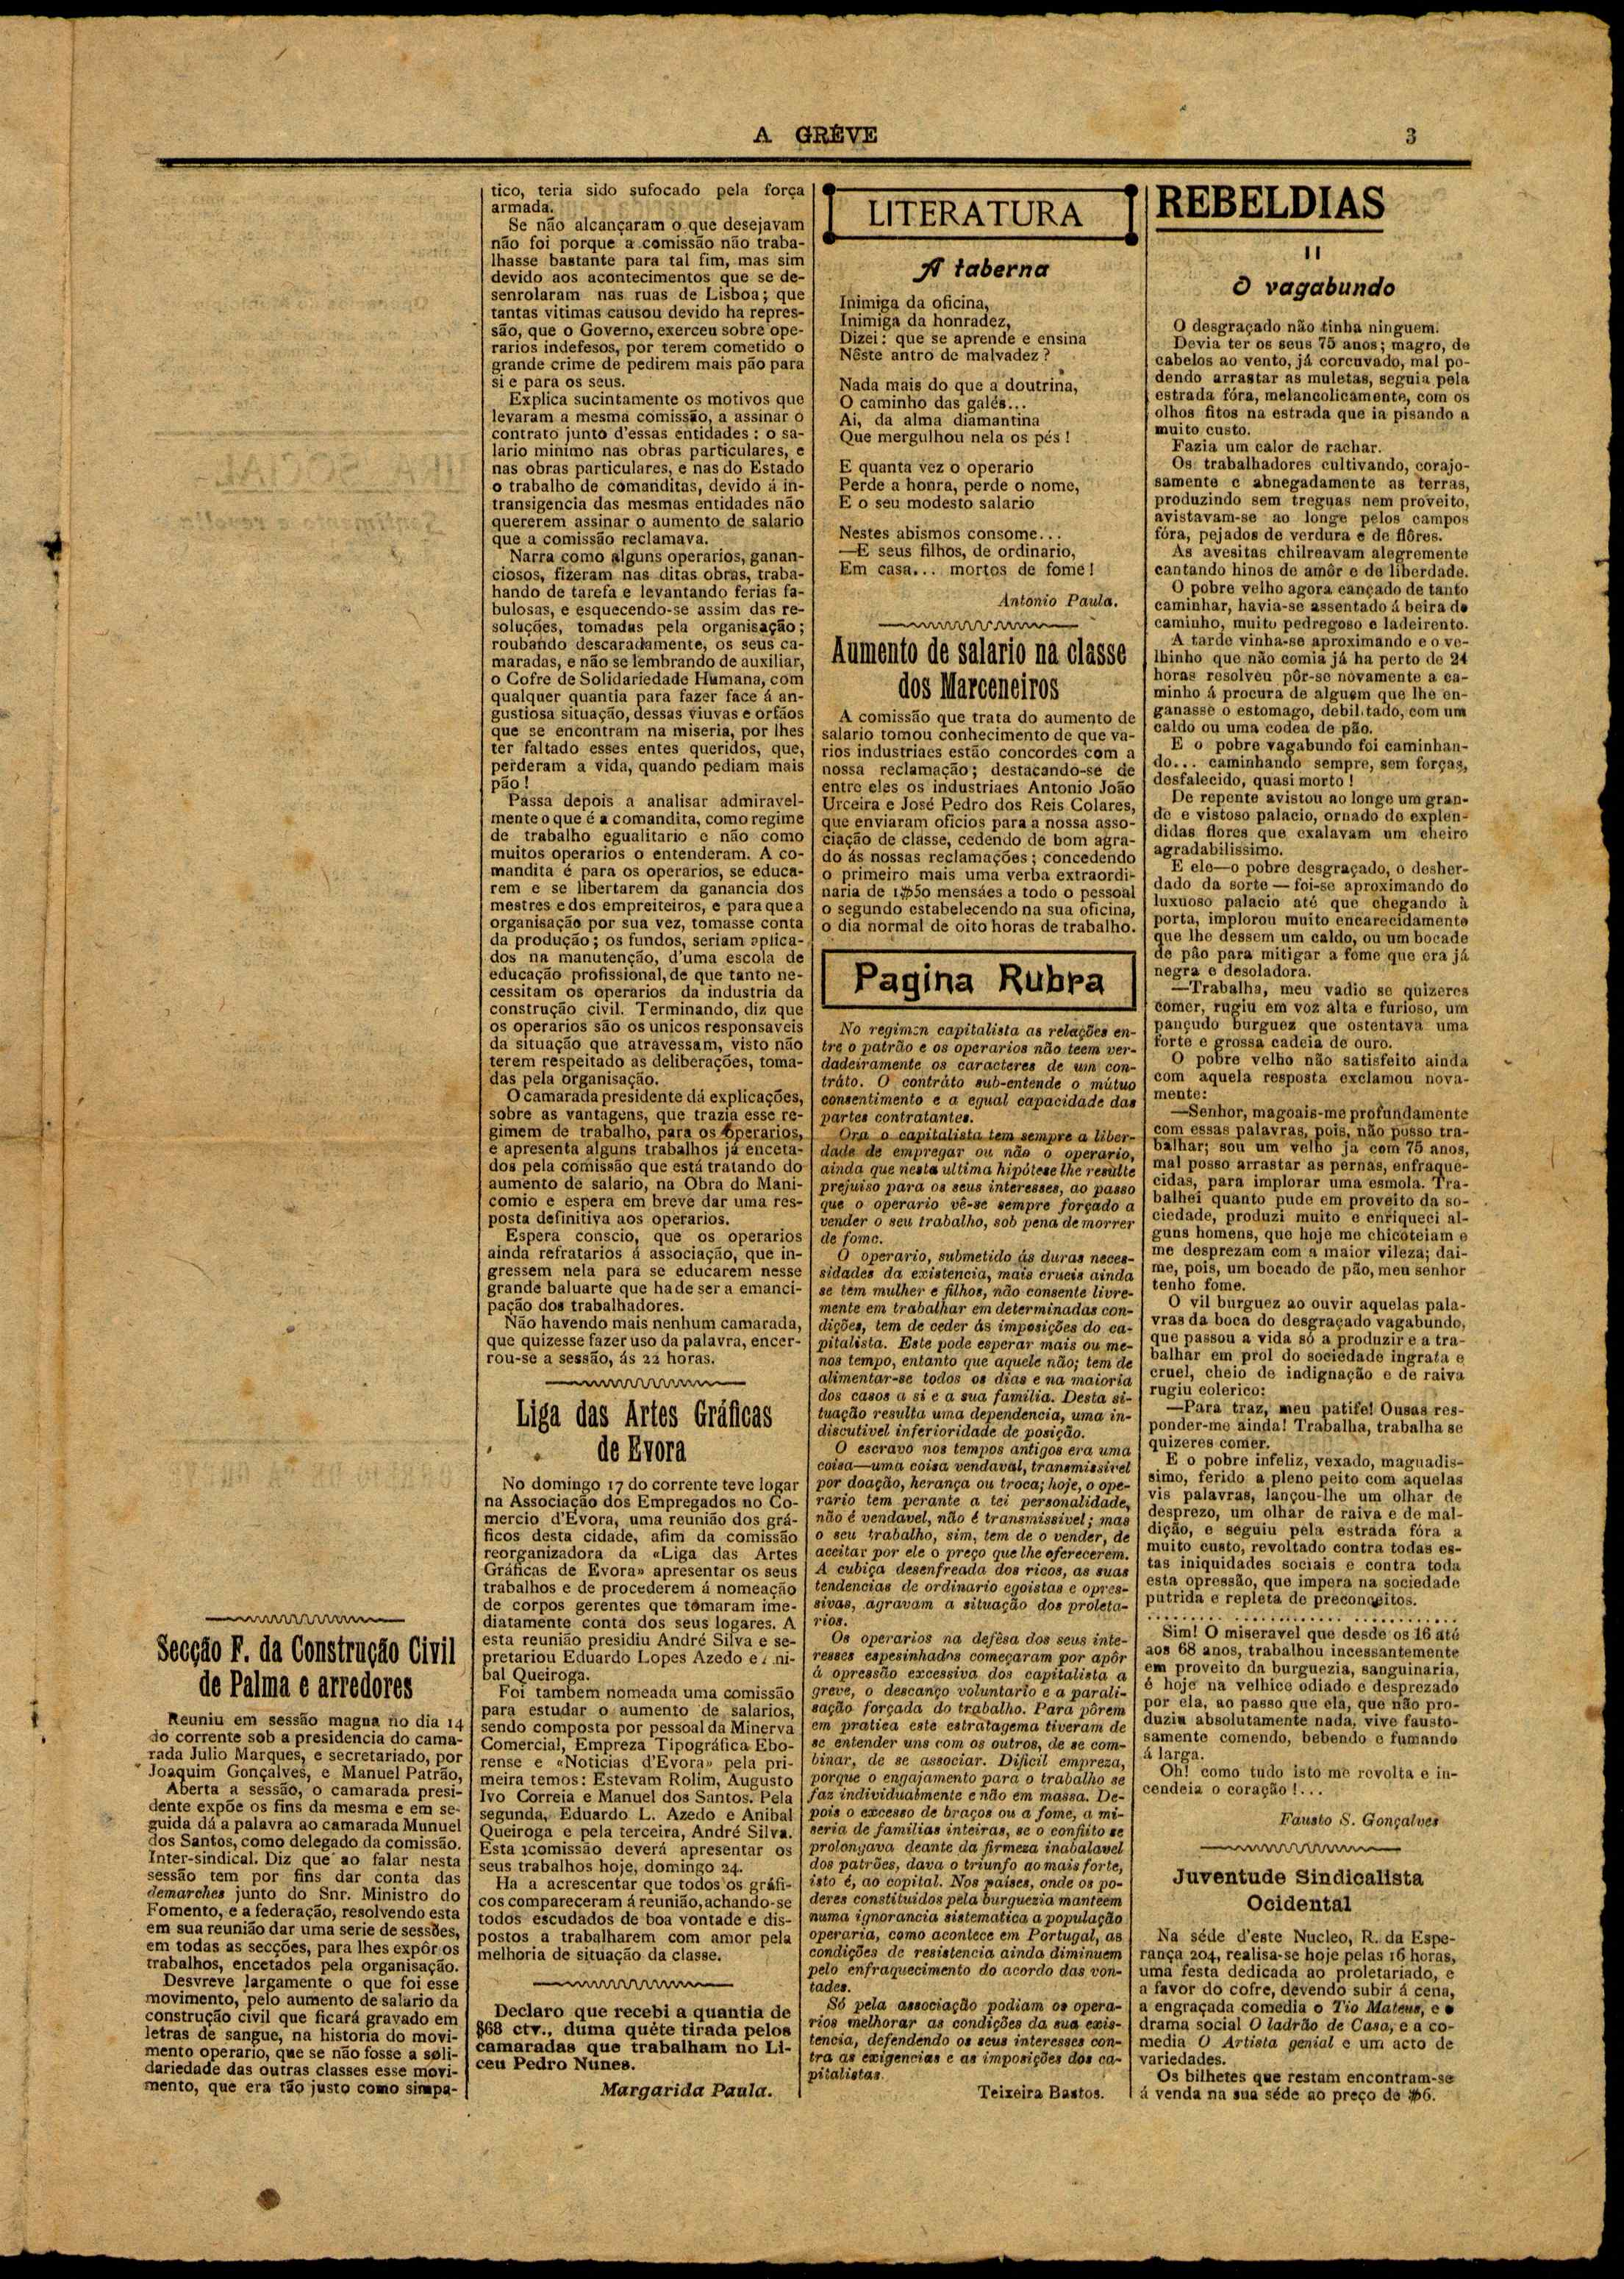 A GRÉVE
3
Secção F. da Construção Civil
de Palma e arredores
Reuniu em sessão magna no dia 14
do corrente sob a presidencia do cama-
rada Julio Marques, e secretariado, por
Joaquim Gonçalves, e Manuel Patrão,
Aberta a sessão, o camarada presi-
dente expõe os fins da mesma e em se-
guida dá a palavra ao camarada Munuel
dos Santos, como delegado da comissão.
Inter-sindical. Diz que ao falar nesta
sessão tem por fins dar conta das
demarches junto do Snr. Ministro do
Fomento, e a federação, resolvendo esta
em sua reunião dar uma serie de sessões,
em todas as secções, para lhes expôr os
trabalhos, encetados pela organisação.
Desvreve largamente o que foi esse
movimento, pelo aumento de salario da
construção civil que ficará gravado em
letras de sangue, na historia do movi-
mento operario, que se não fosse a soli-
dariedade das outras classes esse movi-
mento, que era tão justo como simpa-
tico, teria sido sufocado pela força
armada.
Se não alcançaram o que desejavam
não foi porque a comissão não traba-
lhasse bastante para tal fim, mas sim
devido aos acontecimentos que se de-
senrolaram nas ruas de Lisboa; que
tantas vitimas causou devido ha repres-
são, que o Governo, exerceu sobre ope-
rarios indefesos, por terem cometido o
grande crime de pedirem mais pão para
si e para os seus.
Explica sucintamente os motivos que
levaram a mesma comissão, a assinar o
contrato junto d'essas entidades: o sa-
lario minimo nas obras particulares, e
nas obras particulares, e nas do Estado
o trabalho de comanditas, devido á in-
transigencia das mesmas entidades não
quererem assinar o aumento de salario
que a comissão reclamava.
Narra como alguns operarios, ganan-
ciosos, fizeram nas ditas obras, traba-
hando de tarefa e levantando ferias fa-
bulosas, e esquecendo-se assim das re-
soluções, tomadas pela organisação;
roubando descaradamente, os seus ca-
maradas, e não se lembrando de auxiliar,
o Cofre de Solidariedade Humana, com
qualquer quantia para fazer face á an-
gustiosa situação, dessas viuvas e orfãos
que se encontram na miseria, por lhes
ter faltado esses entes queridos, que,
perderam a vida, quando pediam mais
pão!
Passa depois a analisar admiravel-
mente o que é a comandita, como regime
de trabalho egualitario e não como
muitos operarios o entenderam. A co-
mandita é para os operarios, se educa-
rem e se libertarem da ganancia dos
mestres e dos empreiteiros, e para que a
organisação por sua vez, tomasse conta
da produção; os fundos, seriam aplica-
dos na manutenção, d'uma escola de
educação profissional, de que tanto ne-
cessitam os operarios da industria da
construção civil. Terminando, diz que
os operarios são os unicos responsaveis
da situação que atravessam, visto não
terem respeitado as deliberações, toma-
das pela organisação.
O camarada presidente dá explicações,
sobre as vantagens, que trazia esse re-
gimem de trabalho, para os operarios,
e apresenta alguns trabalhos já enceta-
dos pela comissão que está tratando do
aumento de salario, na Obra do Mani-
comio e espera em breve dar uma res-
posta definitiva aos operarios.
Espera conscio, que os operarios
ainda refratarios á associação, que in-
gressem nela para se educarem nesse
grande baluarte que ha de ser a emanci-
pação dos trabalhadores.
Não havendo mais nenhum camarada,
que quizesse fazer uso da palavra, encer-
rou-se a sessão, ás 22 horas.
Liga das Artes Gráficas
de Evora
No domingo 17 do corrente teve logar
na Associação dos Empregados no Co-
mercio d'Evora, uma reunião dos grá-
ficos desta cidade, afim da comissão
reorganizadora da «Liga das Artes
Gráficas de Evora» apresentar os seus
trabalhos e de procederem á nomeação
de corpos gerentes que tomaram ime-
diatamente conta dos seus logares. A
esta reunião presidiu André Silva e se-
pretariou Eduardo Lopes Azedo e
bal Queiroga.
Foi tambem nomeada uma comissão
para estudar o aumento de salarios,
sendo composta por pessoal da Minerva
Comercial, Empreza Tipográfica Ebo-
rense e «Noticias d'Evora» pela pri-
meira temos: Estevam Rolim, Augusto
Ivo Correia e Manuel dos Santos. Pela
segunda, Eduardo L. Azedo e Anibal
Queiroga e pela terceira, André Silva.
Esta comissão deverá apresentar os
seus trabalhos hoje, domingo 24.
Ha a acrescentar que todos os gráfi-
cos compareceram á reunião, achando-se
todos escudados de boa vontade e dis-
postos a trabalharem com amor pela
melhoria de situação da classe.
Declaro que recebi a quantia de
$68 ctv., duma quéte tirada pelos
camaradas que trabalham no Li-
ceu Pedro Nunes.
Margarida Paula.
LITERATURA
A taberna
Inimiga da oficina,
Inimiga da honradez,
Dizei: que se aprende e ensina
Nêste antro de malvadez?
Nada mais do que a doutrina,
O caminho das galés...
Ai, da alma diamantina
Que mergulhou nela os pés!
E quanta vez o operario
Perde a honra, perde o nome,
E o seu modesto salario
Nestes abismos consome...
—E seus filhos, de ordinario,
Em casa... mortos de fome!
Antonio Paula.
Aumento de salario na classe
dos Marceneiros
A comissão que trata do aumento de
salario tomou conhecimento de que va-
rios industriaes estão concordes com a
nossa reclamação; destacando-se de
entre eles os industriaes Antonio João
Urceira e José Pedro dos Reis Colares,
que enviaram oficios para a nossa asso-
ciação de classe, cedendo de bom agra-
do ás nossas reclamações; concedendo
o primeiro mais uma verba extraordi-
naria de 1$50 mensáes a todo o pessoal
o segundo estabelecendo na sua oficina,
o dia normal de oito horas de trabalho.
Pagina Rubra
No regimen capitalista as relações en-
tre o patrão e os operarios não teem ver-
dadeiramente os caracteres de um con-
tráto. O contráto sub-entende o mútuo
consentimento e a egual capacidade das
partes contratantes.
Ora o capitalista tem sempre a liber-
dade de empregar ou não o operario,
ainda que nesta ultima hipótese lhe resulte
prejuiso para os seus interesses, ao passo
que o operario vê-se sempre forçado a
vender o seu trabalho, sob pena de morrer
de fome.
O operario, submetido ás duras neces-
sidades da existencia, mais crueis ainda
se tem mulher e filhos, não consente livre-
mente em trabalhar em determinadas con-
dições, tem de ceder ás imposições do ca-
pitalista. Este pode esperar mais ou me-
nos tempo, entanto que aquele não; tem de
alimentar-se todos os dias e na maioria
dos casos a si e a sua familia. Desta si-
tuação resulta uma dependencia, uma in-
discutivel inferioridade de posição.
O escravo nos tempos antigos era uma
coisa—uma coisa vendaval, transmissivel
por doação, herança ou troca; hoje, o ope-
rario tem perante a lei personalidade,
não é vendavel, não é transmissivel; mas
o seu trabalho, sim, tem de o vender, de
aceitar por ele o preço que lhe oferecerem.
A cubiça desenfreada dos ricos, as suas
tendencias de ordinario egoistas e opres-
sivas, agravam a situação dos proleta-
rios.
Os operarios na defêsa dos seus inte-
resses espesinhados começaram por apôr
á opressão excessiva dos capitalista a
greve, o descanço voluntario e a parali-
sação forçada do trabalho. Para pôrem
em pratica este estratagema tiveram de
se entender uns com os outros, de se com-
binar, de se associar. Dificil empreza,
porque o engajamento para o trabalho se
faz individualmente e não em massa. De-
pois o excesso de braços ou a fome, a mi-
seria de familias inteiras, se o confiito se
prolongava deante da firmeza inabalavel
dos patrões, dava o triunfo ao mais forte,
isto é, ao copital. Nos paises, onde os po-
deres constituidos pela burguezia manteem
numa ignorancia sistematica a população
operaria, como acontece em Portugal, as
condições de resistencia ainda diminuem
pelo enfraquecimento do acordo das von-
tades.
Só pela associação podiam os opera-
rios melhorar as condições da sua exis-
tencia, defendendo os seus interesses con-
tra as exigencias e as imposições dos ca-
pitalistas.
Teixeira Bastos.
REBELDIAS
II
O vagabundo
O desgraçado não tinha ninguem.
Devia ter os seus 75 anos; magro, de
cabelos ao vento, já corcuvado, mal po-
dendo arrastar as muletas, seguia pela
estrada fóra, melancolicamente, com os
olhos fitos na estrada que ia pisando a
muito custo.
Fazia um calor de rachar.
Os trabalhadores cultivando, corajo-
samente e abnegadamente as terras,
produzindo sem treguas nem proveito,
avistavam-se ao longe pelos campos
fóra, pejados de verdura e de flôres.
As avesitas chilreavam alegremente
cantando hinos de amôr e de liberdade.
O pobre velho agora cançado de tanto
caminhar, havia-se assentado á beira do
caminho, muito pedregoso e ladeirento.
A tarde vinha-se aproximando e o ve-
lhinho que não comia já ha perto de 24
horas resolveu pôr-se novamente a ca-
minho á procura de alguem que lhe en-
ganasse o estomago, debilitado, com um
caldo ou uma codea de pão.
E o pobre vagabundo foi caminhan-
do... caminhando sempre, sem forças,
desfalecido, quasi morto!
De repente avistou ao longe um gran-
de e vistoso palacio, ornado de explen-
didas flores que exalavam um cheiro
agradabilissimo.
E ele—o pobre desgraçado, o desher-
dado da sorte — foi-se aproximando do
luxuoso palacio até que chegando à
porta, implorou muito encarecidamente
que lhe dessem um caldo, ou um bocade
de pão para mitigar a fome que era já
negra e desoladora.
—Trabalha, meu vadio se quizeres
comer, rugiu em voz alta e furioso, um
pançudo burguez que ostentava uma
forte e grossa cadeia de ouro.
O pobre velho não satisfeito ainda
com aquela resposta exclamou nova-
mente:
—Senhor, magoais-me profundamente
com essas palavras, pois, não posso tra-
balhar; sou um velho ja com 75 anos,
mal posso arrastar as pernas, enfraque-
cidas, para implorar uma esmola. Tra-
balhei quanto pude em proveito da so-
ciedade, produzi muito e enriqueci al-
guns homens, que hoje me chicoteiam e
me desprezam com a maior vileza; dai-
me, pois, um bocado de pão, meu senhor
tenho fome.
O vil burguez ao ouvir aquelas pala-
vras da boca do desgraçado vagabundo,
que passou a vida só a produzir e a tra-
balhar em prol do sociedade ingrata e
cruel, cheio de indignação e de raiva
rugiu colerico:
—Para traz, meu patife! Ousas res-
ponder-me ainda! Trabalha, trabalha se
quizeres comer.
E o pobre infeliz, vexado, maguadis-
simo, ferido a pleno peito com aquelas
vis palavras, lançou-lhe um olhar de
desprezo, um olhar de raiva e de mal-
dição, e seguiu pela estrada fóra a
muito custo, revoltado contra todas es-
tas iniquidades sociais e contra toda
esta opressão, que impera na sociedade
putrida e repleta de preconceitos.
Sim! O miseravel que desde os 16 até
aos 68 anos, trabalhou incessantemente
em proveito da burguezia, sanguinaria,
é hoje na velhice odiado e desprezado
por ela, ao passo que ela, que não pro-
duziu absolutamente nada, vive fausto-
samente comendo, bebendo e fumando
á larga.
Oh! como tudo isto me revolta e in-
cendeia o coração!...
Fausto S. Gonçalves
Juventude Sindicalista
Ocidental
Na séde d'este Nucleo, R. da Espe-
rança 204, realisa-se hoje pelas 16 horas,
uma festa dedicada ao proletariado, e
a favor do cofre, devendo subir á cena,
a engraçada comedia o Tio Mateus, e o
drama social O ladrão de Casa, e a co-
media O Artista genial e um acto de
variedades.
Os bilhetes que restam encontram-se
á venda na sua séde ao preço de $6.